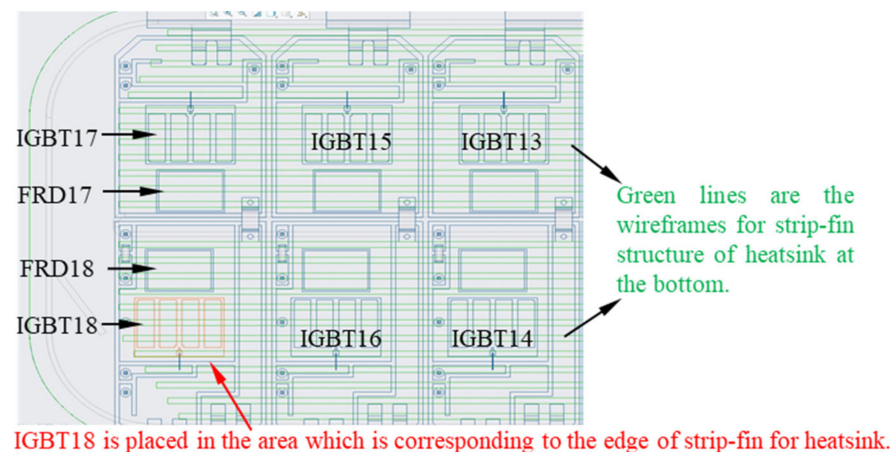 IGBT17
IGBT15
IGBT13
FRD17
FRD18
IGBT18
IGBT16
IGBT14
Green lines are the
wireframes for strip-fin
structure of heatsink at
the bottom.
IGBT18 is placed in the area which is corresponding to the edge of strip-fin for heatsink.